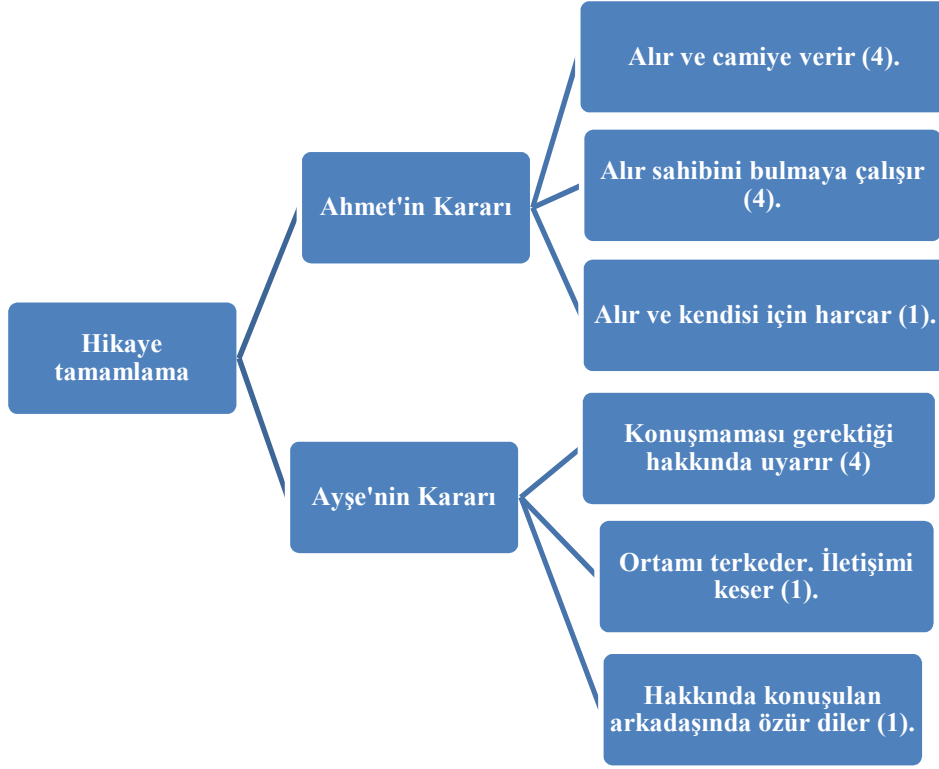 Hikaye
tamamlama
Ahmet'in Kararı
Alır ve camiye verir (4).
Alır sahibini bulmaya çalışır
(4).
Alır ve kendisi için harcar (1).
Ayşe'nin Kararı
Konuşmaması gerektiği
hakkında uyarır (4)
Ortamı terkeder. İletişimi
keser (1).
Hakkında konuşulan
arkadaşında özür diler (1).